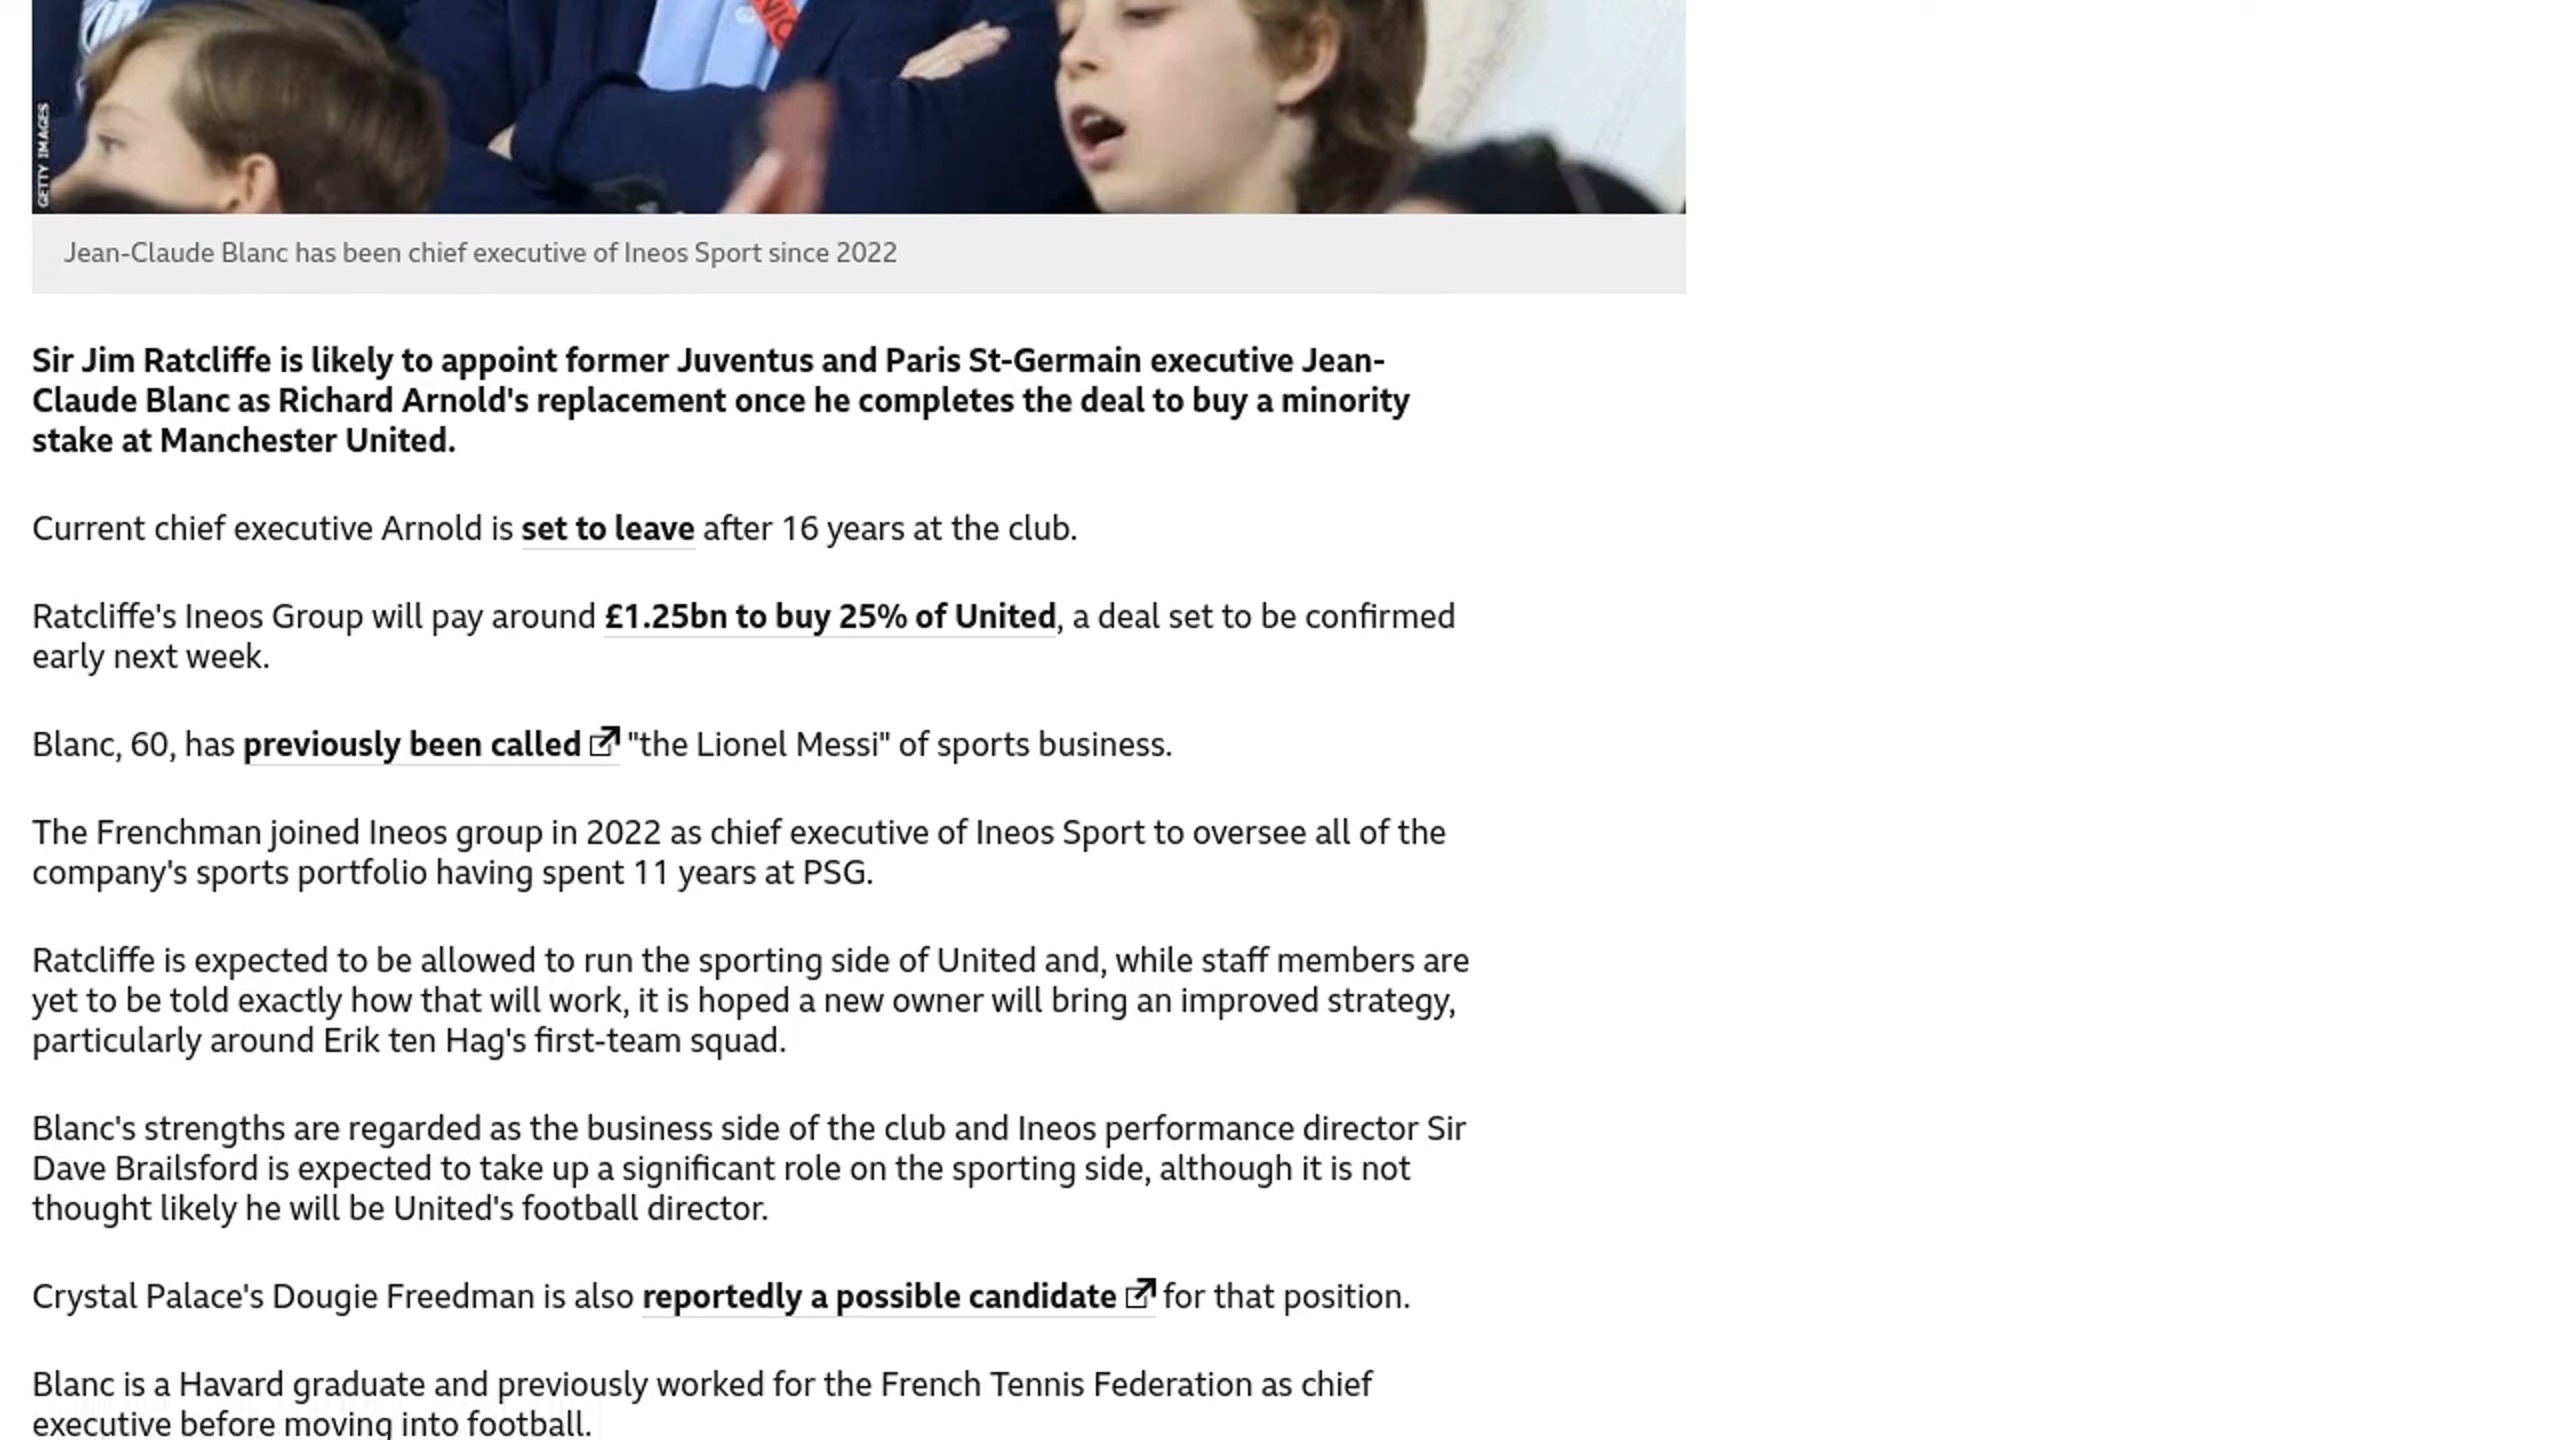 GETTY IMAGES
Jean-Claude Blanc has been chief executive of Ineos Sport since 2022
Sir Jim Ratcliffe is likely to appoint former Juventus and Paris St-Germain executive Jean-
Claude Blanc as Richard Arnold's replacement once he completes the deal to buy a minority
stake at Manchester United.
Current chief executive Arnold is set to leave after 16 years at the club.
Ratcliffe's Ineos Group will pay around £1.25bn to buy 25% of United, a deal set to be confirmed
early next week.
Blanc, 60, has previously been called "the Lionel Messi" of sports business.
The Frenchman joined Ineos group in 2022 as chief executive of Ineos Sport to oversee all of the
company's sports portfolio having spent 11 years at PSG.
Ratcliffe is expected to be allowed to run the sporting side of United and, while staff members are
yet to be told exactly how that will work, it is hoped a new owner will bring an improved strategy,
particularly around Erik ten Hag's first-team squad.
Blanc's strengths are regarded as the business side of the club and Ineos performance director Sir
Dave Brailsford is expected to take up a significant role on the sporting side, although it is not
thought likely he will be United's football director.
Crystal Palace's Dougie Freedman is also reportedly a possible candidate for that position.
Blanc is a Havard graduate and previously worked for the French Tennis Federation as chief
executive before moving into football.